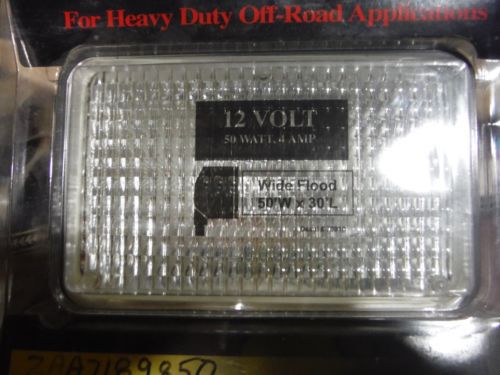 For Heavy Duty Off-Road Applications
12 VOLT
50 WATT, 4 AMP
Wide Flood
50'W x 30'L